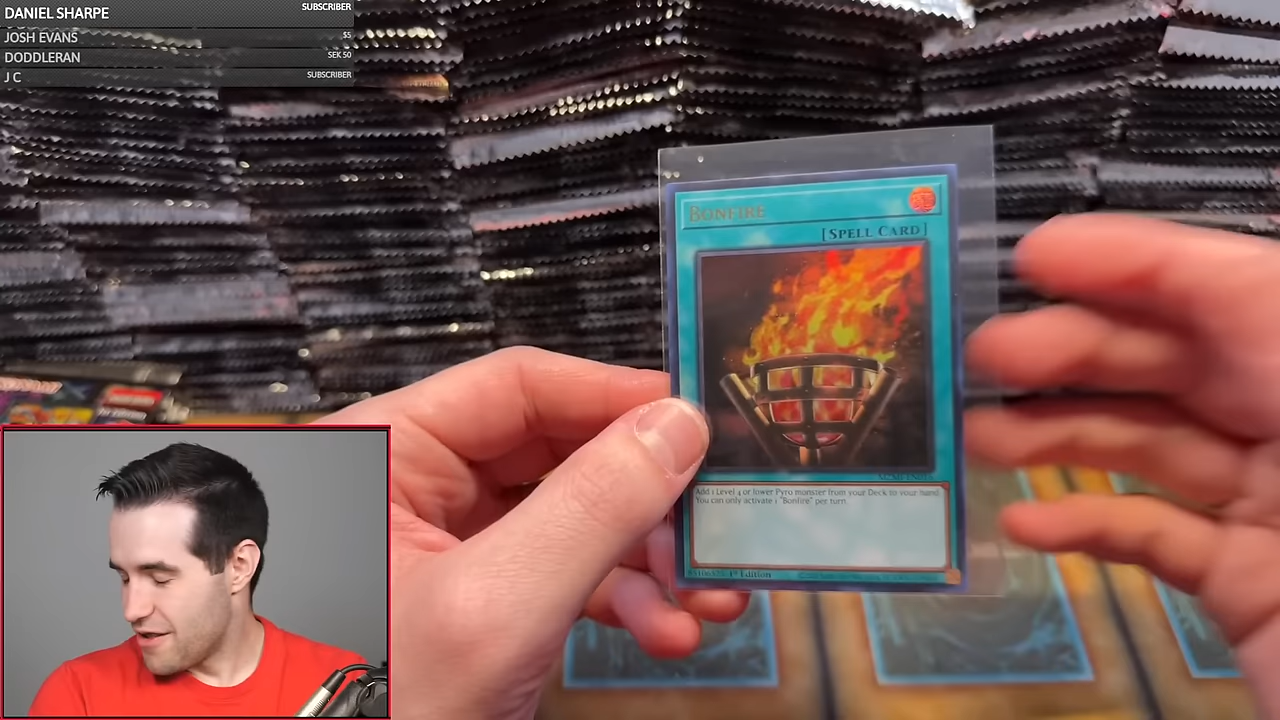 DANIEL SHARPE SUBSCRIBER
JOSH EVANS $5
DODDLERAN SEK 50
J C SUBSCRIBER
BONFIRE
[SPELL CARD]
Add 1 Level 4 or lower Pyro monster from your Deck to your hand.
You can only activate 1 "Bonfire" per turn.
1st Edition